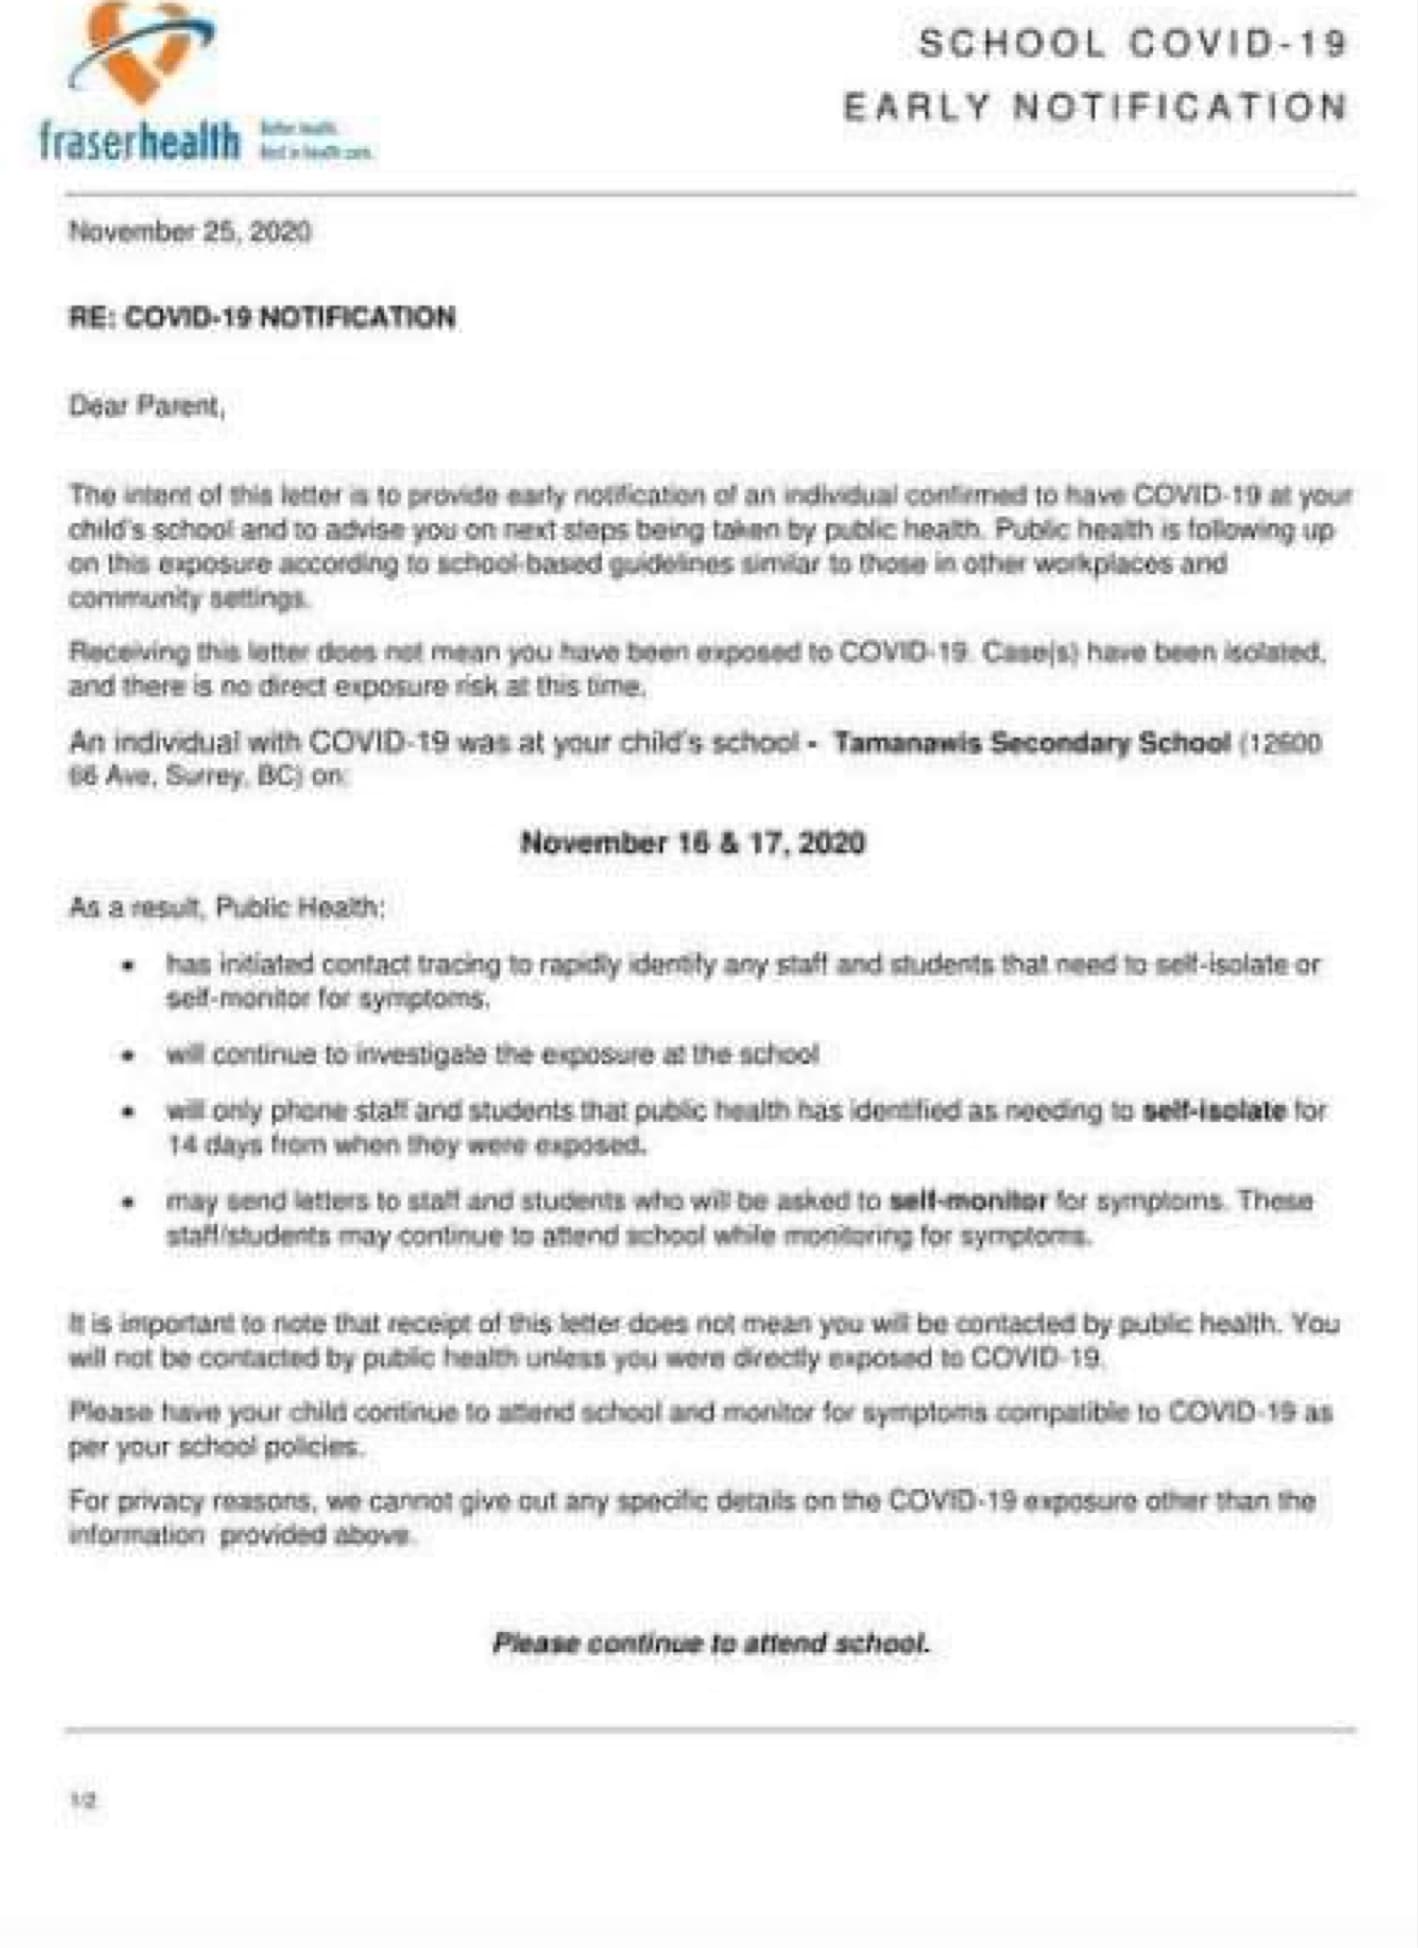 SCHOOL COVID-19
EARLY NOTIFICATION
fraserhealth Better health. Best in health care.
November 25, 2020
RE: COVID-19 NOTIFICATION
Dear Parent,
The intent of this letter is to provide early notification of an individual confirmed to have COVID-19 at your
child's school and to advise you on next steps being taken by public health. Public health is following up
on this exposure according to school-based guidelines similar to those in other workplaces and
community settings.
Receiving this letter does not mean you have been exposed to COVID-19. Case(s) have been isolated,
and there is no direct exposure risk at this time.
An individual with COVID-19 was at your child's school - Tamanawis Secondary School (12600
66 Ave, Surrey, BC) on:
November 16 & 17, 2020
As a result, Public Health:
• has initiated contact tracing to rapidly identify any staff and students that need to self-isolate or
self-monitor for symptoms.
• will continue to investigate the exposure at the school
• will only phone staff and students that public health has identified as needing to self-isolate for
14 days from when they were exposed.
• may send letters to staff and students who will be asked to self-monitor for symptoms. These
staff/students may continue to attend school while monitoring for symptoms.
It is important to note that receipt of this letter does not mean you will be contacted by public health. You
will not be contacted by public health unless you were directly exposed to COVID-19.
Please have your child continue to attend school and monitor for symptoms compatible to COVID-19 as
per your school policies.
For privacy reasons, we cannot give out any specific details on the COVID-19 exposure other than the
information provided above.
Please continue to attend school.
1/2